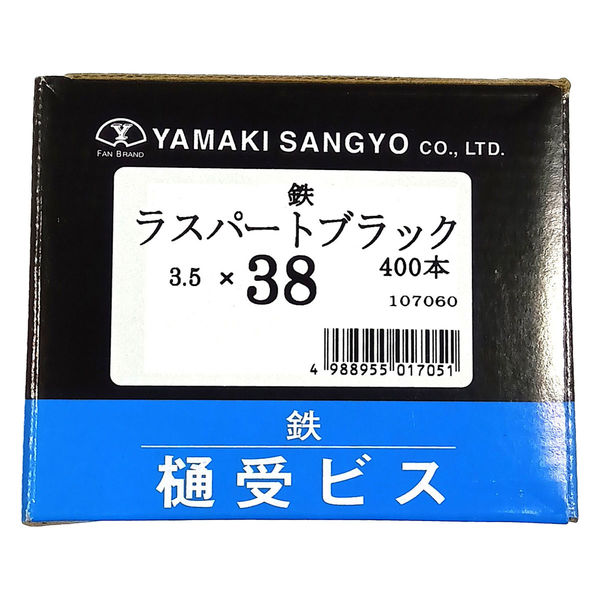 Y
FAN BRAND
YAMAKI SANGYO CO., LTD.
鉄
ラスパートブラック
3.5 × 38 400本
107060
4 988955 017051
鉄
樋受ビス